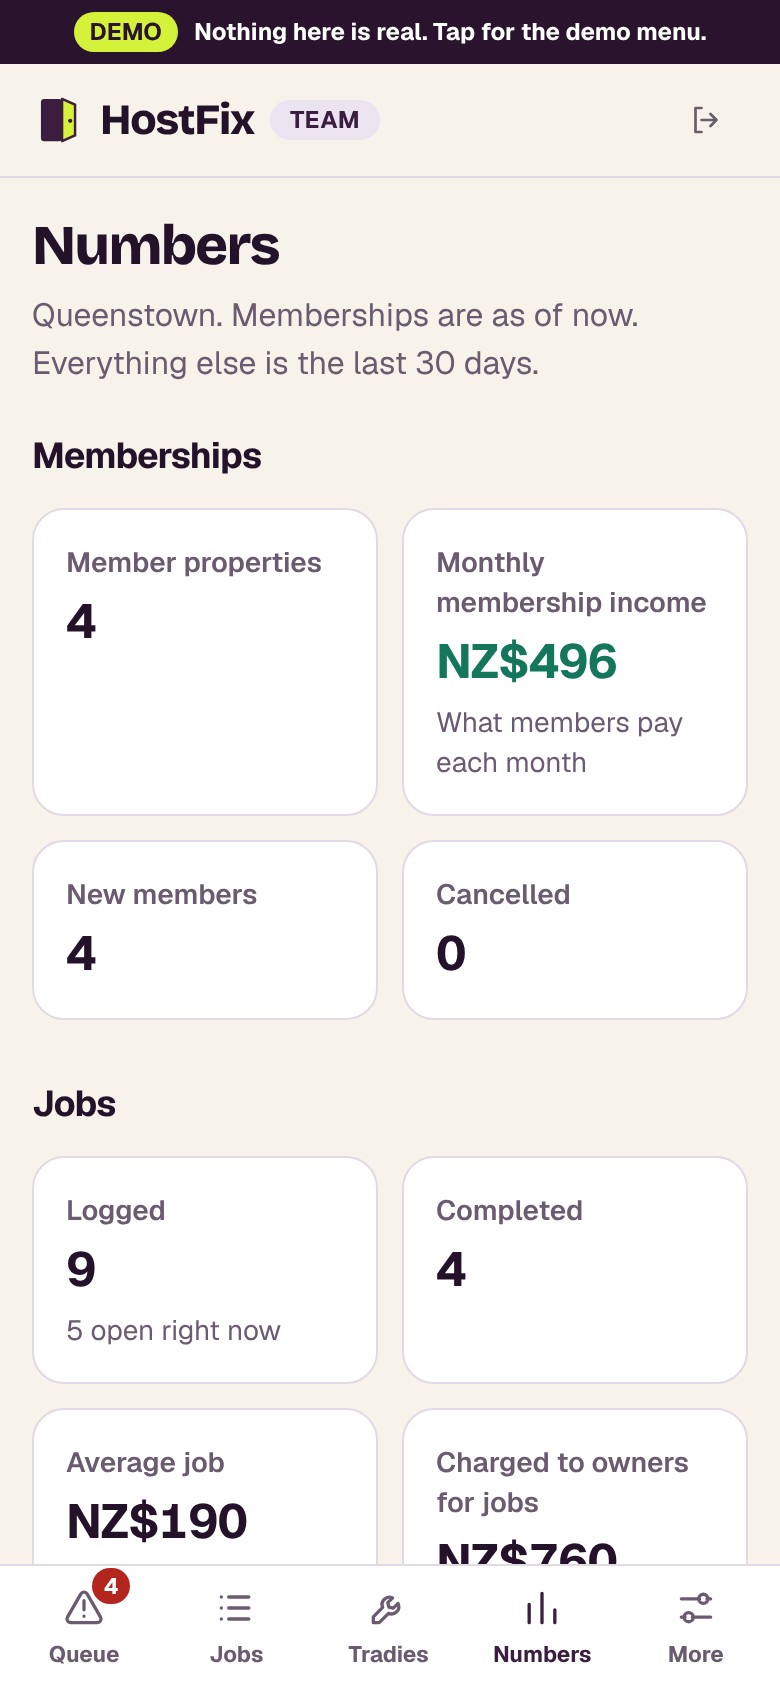 DEMO Nothing here is real. Tap for the demo menu.
HostFix TEAM
Numbers
Queenstown. Memberships are as of now.
Everything else is the last 30 days.
Memberships
Member properties
4
Monthly
membership income
NZ$496
What members pay
each month
New members
4
Cancelled
0
Jobs
Logged
9
5 open right now
Completed
4
Average job
NZ$190
Charged to owners
for jobs
NZ$760
4
Queue
Jobs
Tradies
Numbers
More